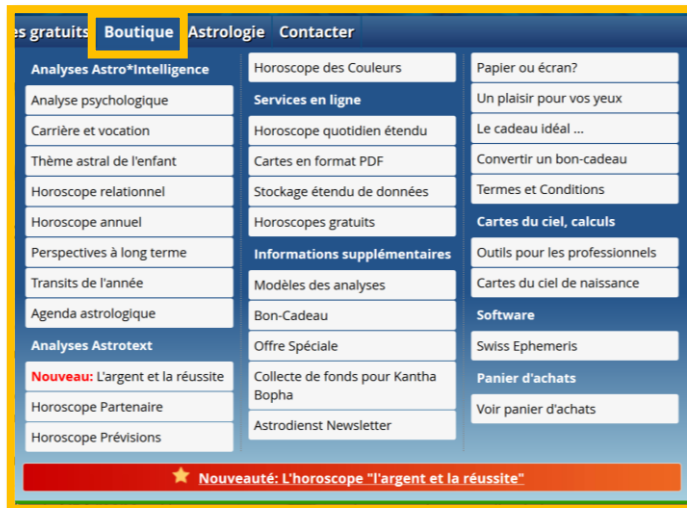 s gratuits Boutique Astrologie Contacter
Analyses Astro*Intelligence
Analyse psychologique
Carrière et vocation
Thème astral de l'enfant
Horoscope relationnel
Horoscope annuel
Perspectives à long terme
Transits de l'année
Agenda astrologique
Analyses Astrotext
Nouveau: L'argent et la réussite
Horoscope Partenaire
Horoscope Prévisions
Horoscope des Couleurs
Services en ligne
Horoscope quotidien étendu
Cartes en format PDF
Stockage étendu de données
Horoscopes gratuits
Informations supplémentaires
Modèles des analyses
Bon-Cadeau
Offre Spéciale
Collecte de fonds pour Kantha
Bopha
Astrodienst Newsletter
Papier ou écran?
Un plaisir pour vos yeux
Le cadeau idéal ...
Convertir un bon-cadeau
Termes et Conditions
Cartes du ciel, calculs
Outils pour les professionnels
Cartes du ciel de naissance
Software
Swiss Ephemeris
Panier d'achats
Voir panier d'achats
Nouveauté: L'horoscope "l'argent et la réussite"